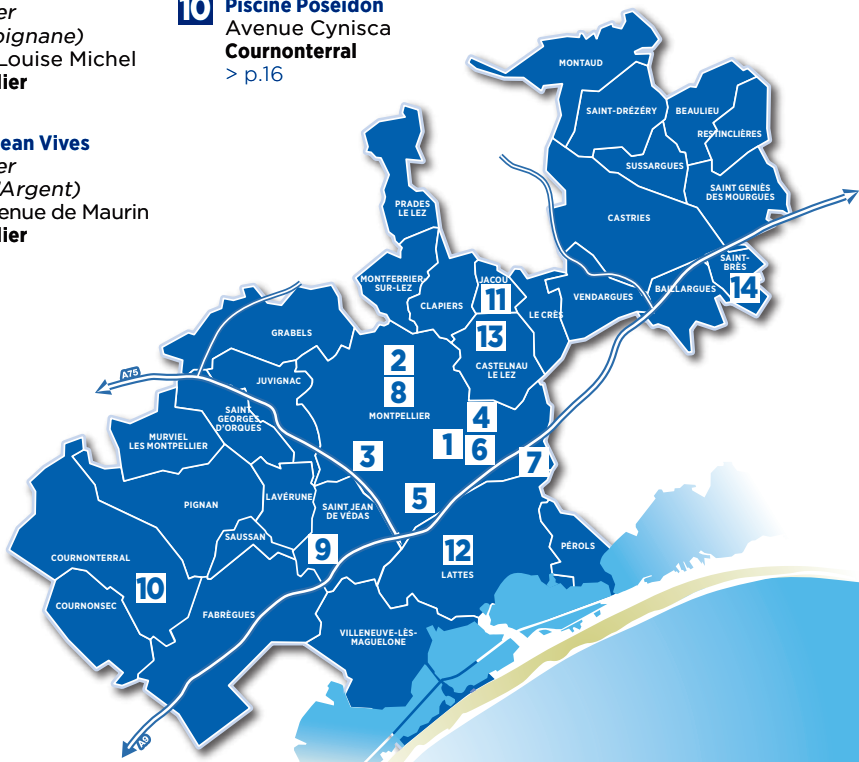 er
pignane)
Louise Michel
lier
ean Vives
er
'Argent)
enue de Maurin
lier
10 Piscine Poséidon
Avenue Cynisca
Cournonterral
> p.16
MONTAUD
SAINT-DRÉZÉRY
BEAULIEU
RESTINCLIÈRES
SUSSARGUES
SAINT GENIÈS
DES MOURGUES
CASTRIES
PRADES
LE LEZ
SAINT-
BRÈS
14
BAILLARGUES
VENDARGUES
MONTFERRIER-
SUR-LEZ
CLAPIERS
JACOU
11
LE CRÈS
13
CASTELNAU
LE LEZ
GRABELS
A75
JUVIGNAC
2
8
MONTPELLIER
SAINT
GEORGES
D'ORQUES
MURVIEL
LES MONTPELLIER
4
1
6
3
7
5
PIGNAN
LAVÉRUNE
SAINT JEAN
DE VÉDAS
SAUSSAN
9
12
LATTES
PÉROLS
COURNONTERRAL
10
COURNONSEC
FABRÈGUES
VILLENEUVE-LÈS-
MAGUELONE
A9